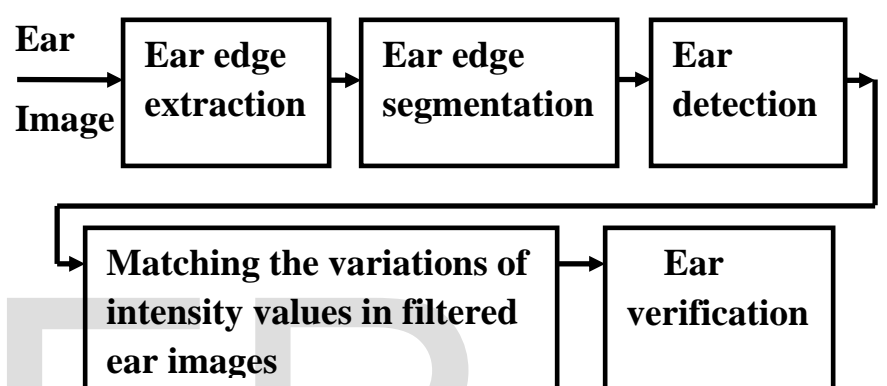 Ear
Image
Ear edge
extraction
Ear edge
segmentation
Ear
detection
Matching the variations of
intensity values in filtered
ear images
Ear
verification